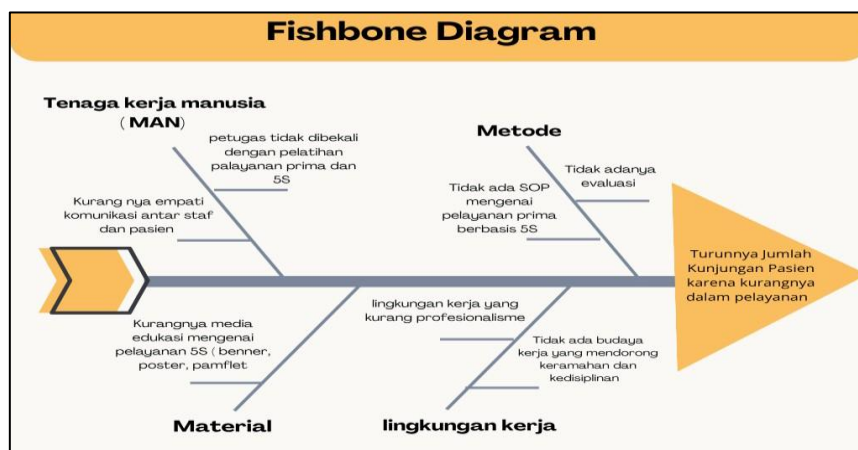 Fishbone Diagram
Tenaga kerja manusia
( MAN)
petugas tidak dibekali
dengan pelatihan
palayanan prima dan
5S
Kurang nya empati
komunikasi antar staf
dan pasien
Metode
Tidak adanya
evaluasi
Tidak ada SOP
mengenai
pelayanan prima
berbasis 5S
Turunnya Jumlah
Kunjungan Pasien
karena kurangnya
dalam pelayanan
Kurangnya media
edukasi mengenai
pelayanan 5S ( benner,
poster, pamflet
Material
lingkungan kerja yang
kurang profesionalisme
Tidak ada budaya
kerja yang mendorong
keramahan dan
kedisiplinan
lingkungan kerja